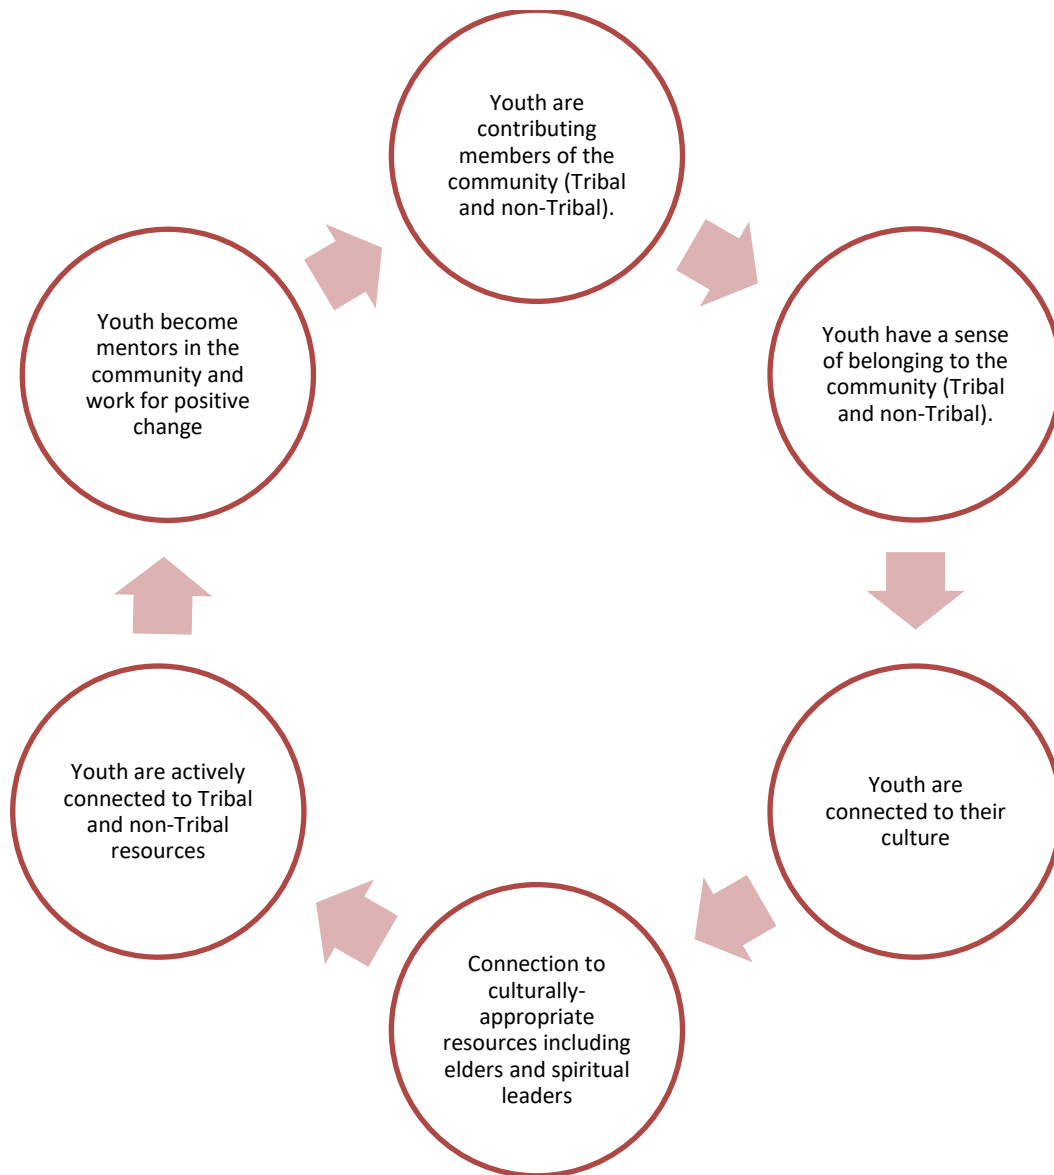 Youth are
contributing
members of the
community (Tribal
and non-Tribal).
Youth have a sense
of belonging to the
community (Tribal
and non-Tribal).
Youth are
connected to their
culture
Connection to
culturally-
appropriate
resources including
elders and spiritual
leaders
Youth are actively
connected to Tribal
and non-Tribal
resources
Youth become
mentors in the
community and
work for positive
change